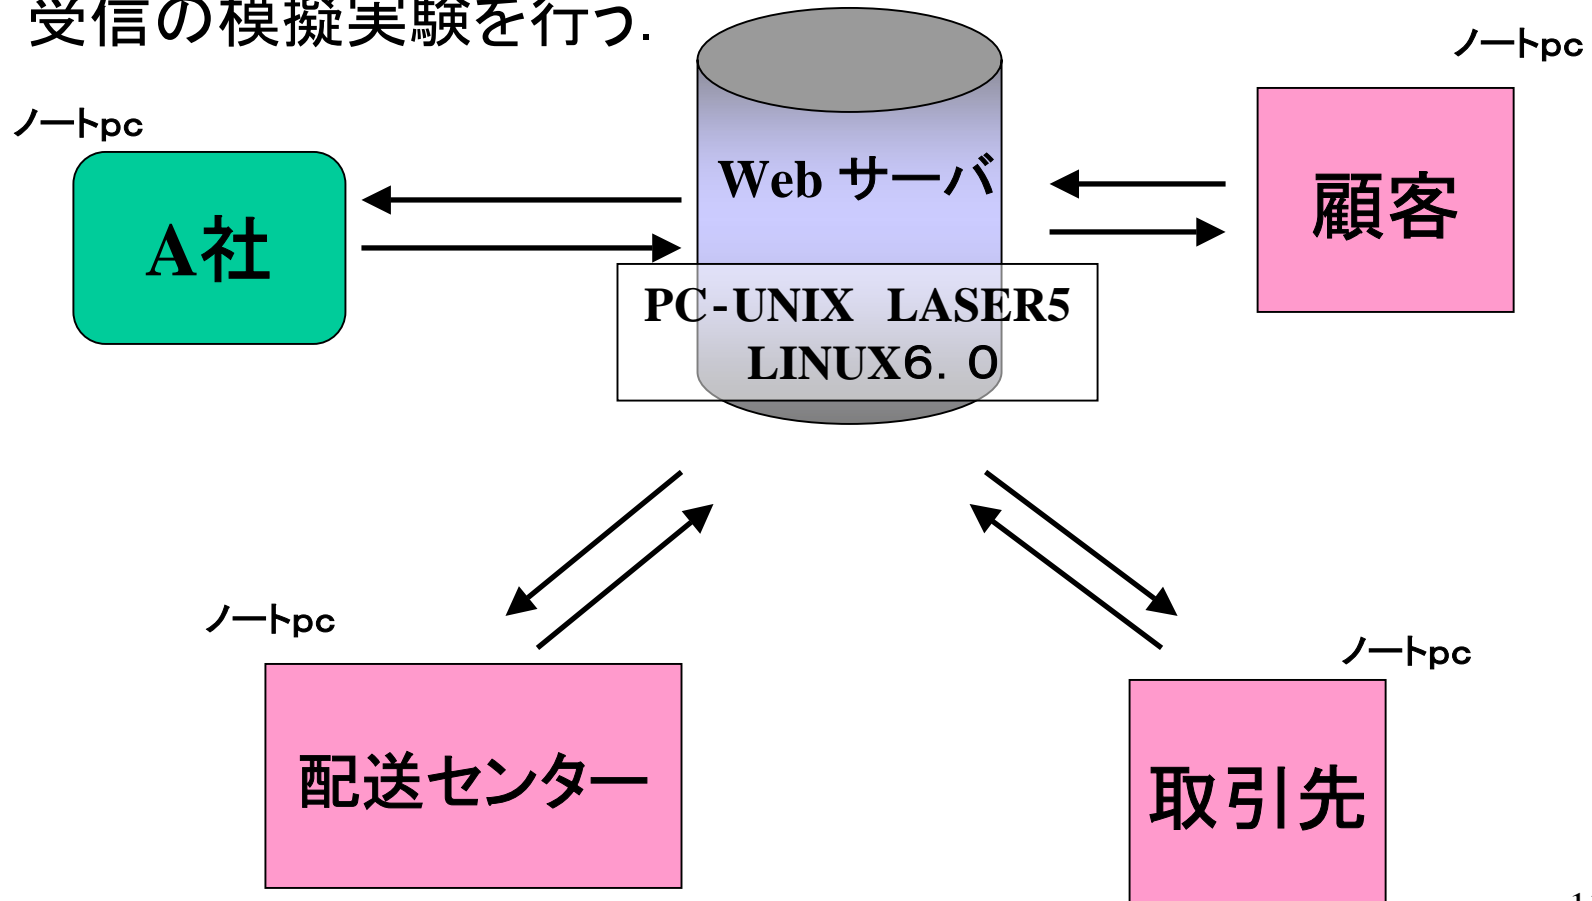 受信の模擬実験を行う.
ノートpc
ノートpc
A社
Web サーバ
顧客
PC-UNIX　LASER5
LINUX６．０
ノートpc
ノートpc
配送センター
取引先